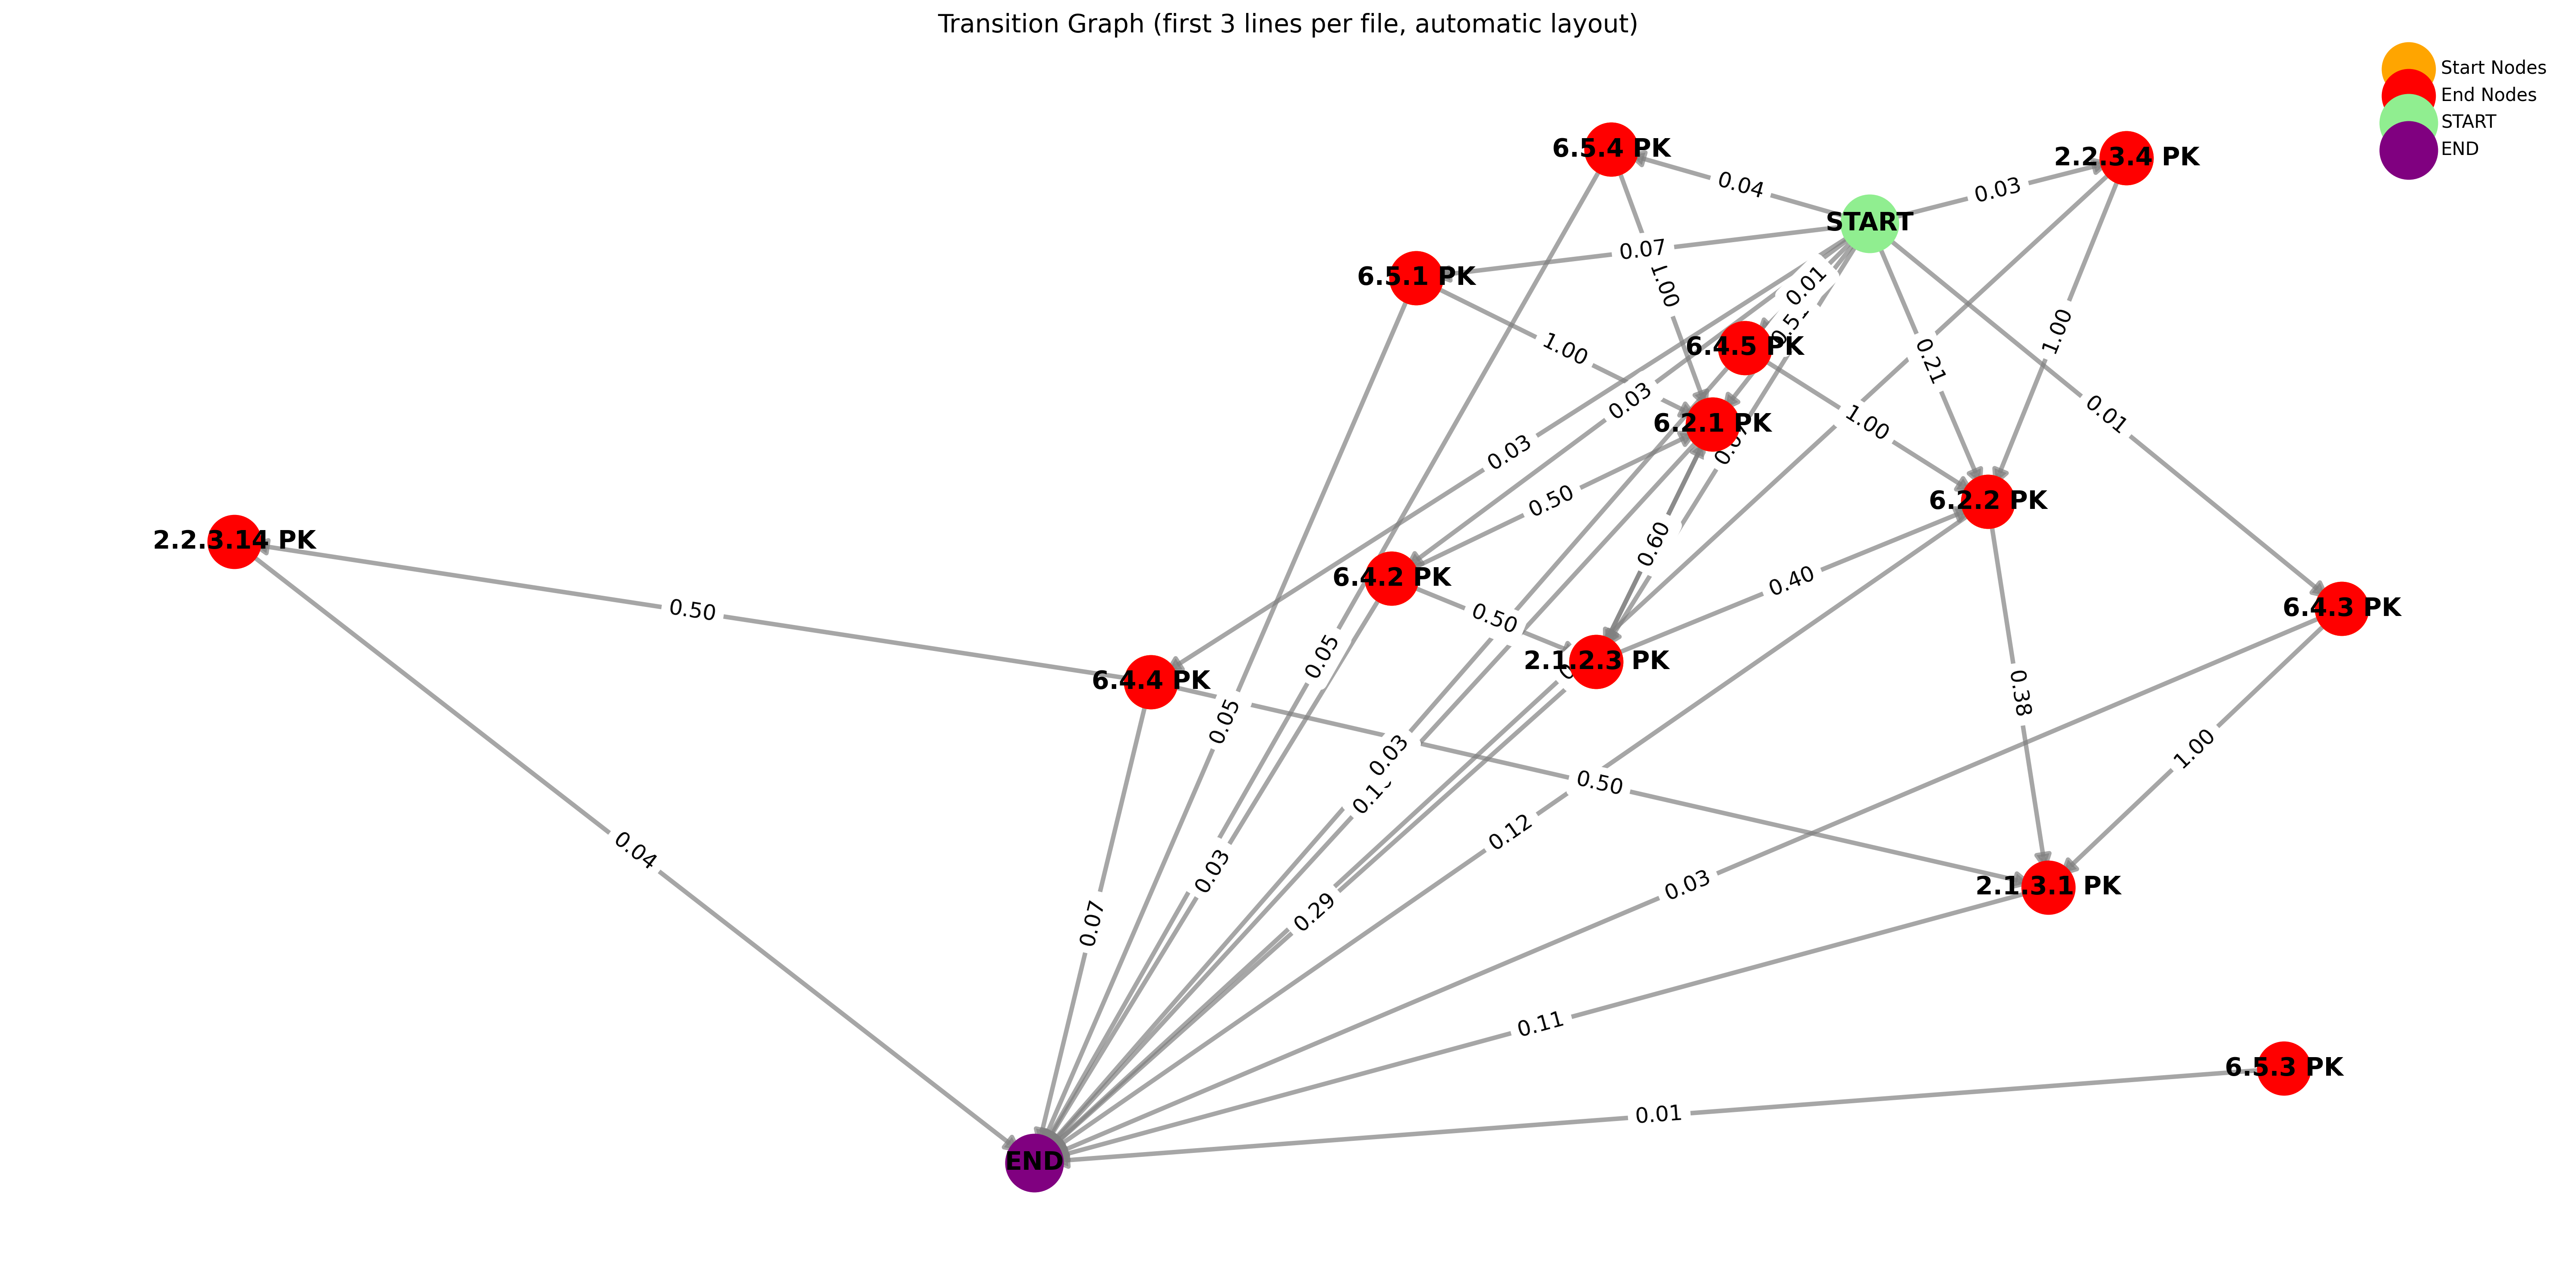 Transition Graph (first 3 lines per file, automatic layout)
Start Nodes
End Nodes
START
END
6.5.4 PK
2.2.3.4 PK
0.04
0.03
START
0.07
6.5.1 PK
0.01
1.00
1.00
6.4.5 PK
0.21
1.00
0.03
0.01
6.2.1 PK
1.00
0.03
0.50
6.2.2 PK
2.2.3.14 PK
0.60
6.4.2 PK
0.40
0.50
6.4.3 PK
0.50
0.05
2.1.2.3 PK
6.4.4 PK
0.38
0.05
0.03
1.00
0.50
0.12
0.04
0.03
0.03
2.1.3.1 PK
0.29
0.07
0.11
6.5.3 PK
0.01
END